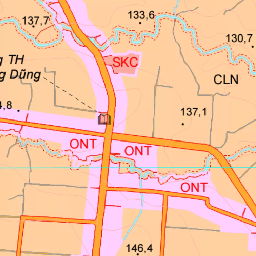 133,6
137,7
130,7
SKC
TH
g Dũng
CLN
4.8
137,1
ONT
ONT
ONT
146,4